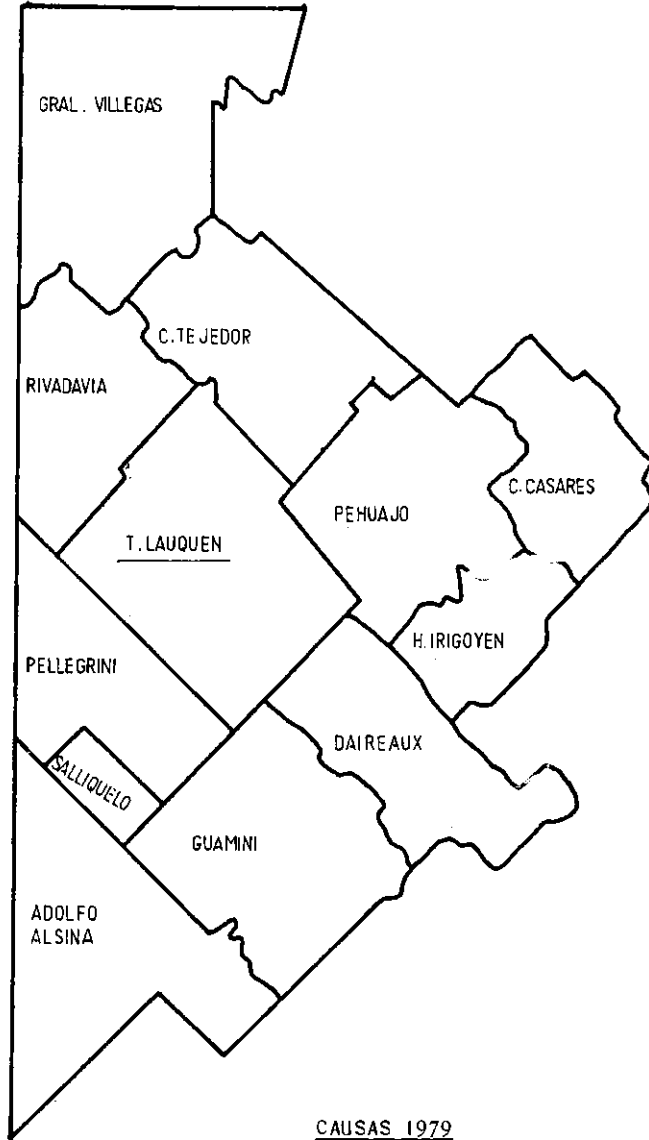 GRAL. VILLEGAS
C. TEJEDOR
RIVADAVIA
C. CASARES
PEHUAJO
T. LAUQUEN
H. IRIGOYEN
PELLEGRINI
DAIREAUX
SALLIQUELO
GUAMINI
ADOLFO
ALSINA
CAUSAS 1979